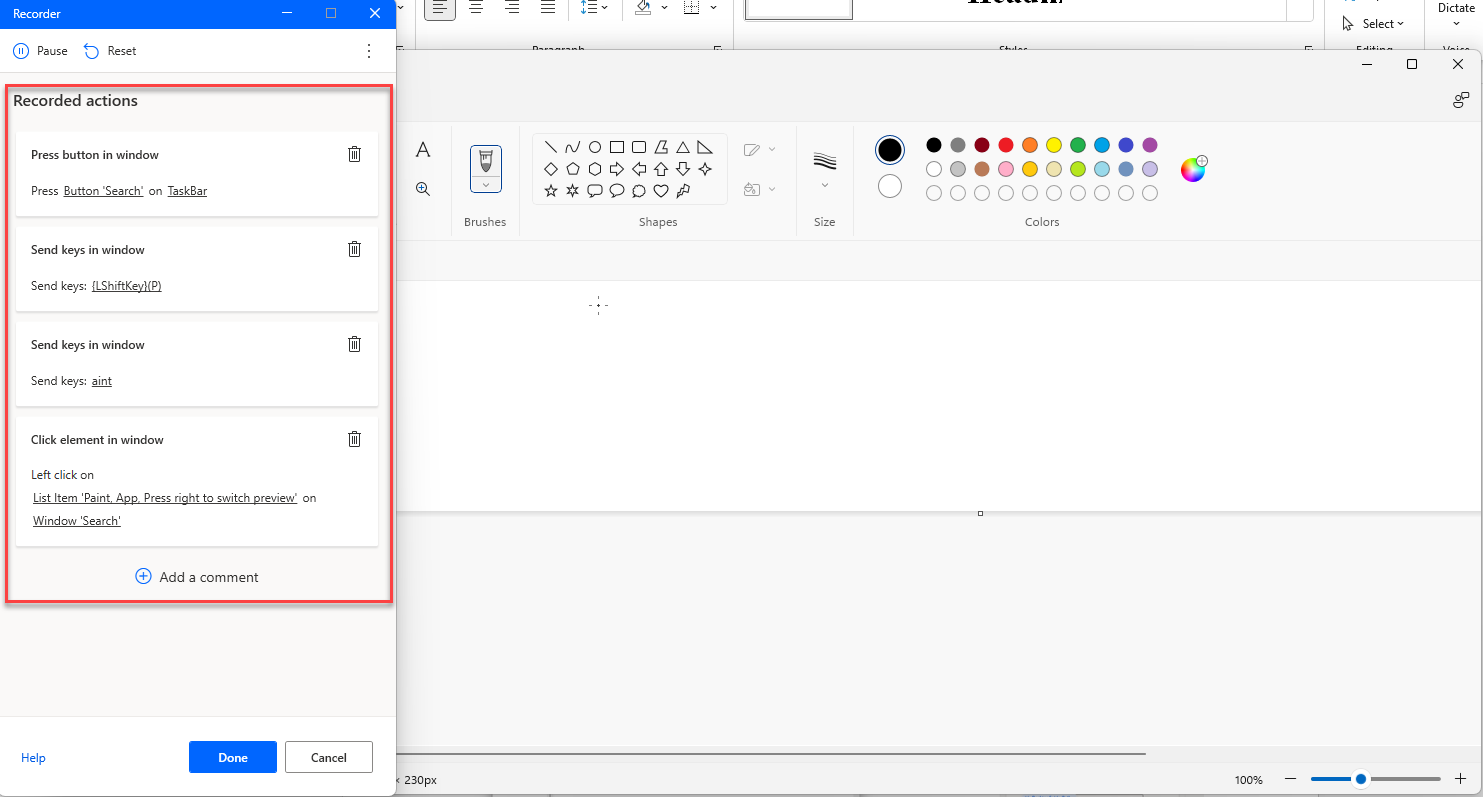 Recorder
Pause
Reset
Recorded actions
Press button in window
Press Button 'Search' on TaskBar
Send keys in window
Send keys: {LShiftKey}(P)
Send keys in window
Send keys: aint
Click element in window
Left click on
List Item 'Paint, App, Press right to switch preview' on
Window 'Search'
Add a comment
Help
Done
Cancel
Paragraph
Styles
Select
Editing
Dictate
Voice
A
Brushes
Shapes
Size
Colors
× 230px
100%